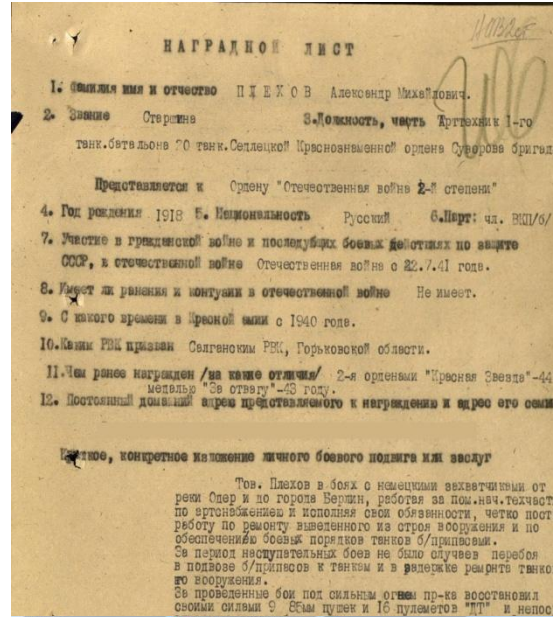 НАГРАДНОЙ ЛИСТ
1. Фамилия имя и отчество ПЛЕХОВ Александр Михайлович.
2. Звание Старшина 3.Должность, часть Арттехник 1-го
танк.батальона 20 танк.Седлецкой Краснознаменной ордена Суворова бригад
Представляется к Ордену "Отечественная война 2-й степени"
4. Год рождения 1918 5. Национальность Русский 6.Парт: чл. ВКП/б/
7. Участие в гражданской войне и последующих боевых действиях по защите
СССР, в отечественной войне Отечественная война с 22.7.41 года.
8. Имеет ли ранения и контузии в отечественной войне Не имеет.
9. С какого времени в Красной амии с 1940 года.
10.Каким РВК призван Салганским РВК, Горьковской области.
11.Чем ранее награжден /на какие отличия/ 2-я орденами "Красная Звезда"-44
медалью "За отвагу"-43 году.
12. Постоянный домашний адрес представляемого к награждению и адрес его семи
Краткое, конкретное изложение личного боевого подвига или заслуг
Тов. Плехов в боях с немецкими захватчиками от
реки Одер и до города Берлин, работая за пом.нач.техчаст
по артснабжению и исполняя свои обязанности, четко пост
работу по ремонту выведенного из строя вооружения и по
обеспечению боевых порядков танков б/припасами.
За период наступательных боев не было случаев перебоя
в подвозе б/припасов к танкам и в задержке ремонта танко
го вооружения.
За проведенные бои под сильным огнем пр-ка восстановил
своими силами 9 85мм пушек и 16 пулеметов "ДТ" и непос